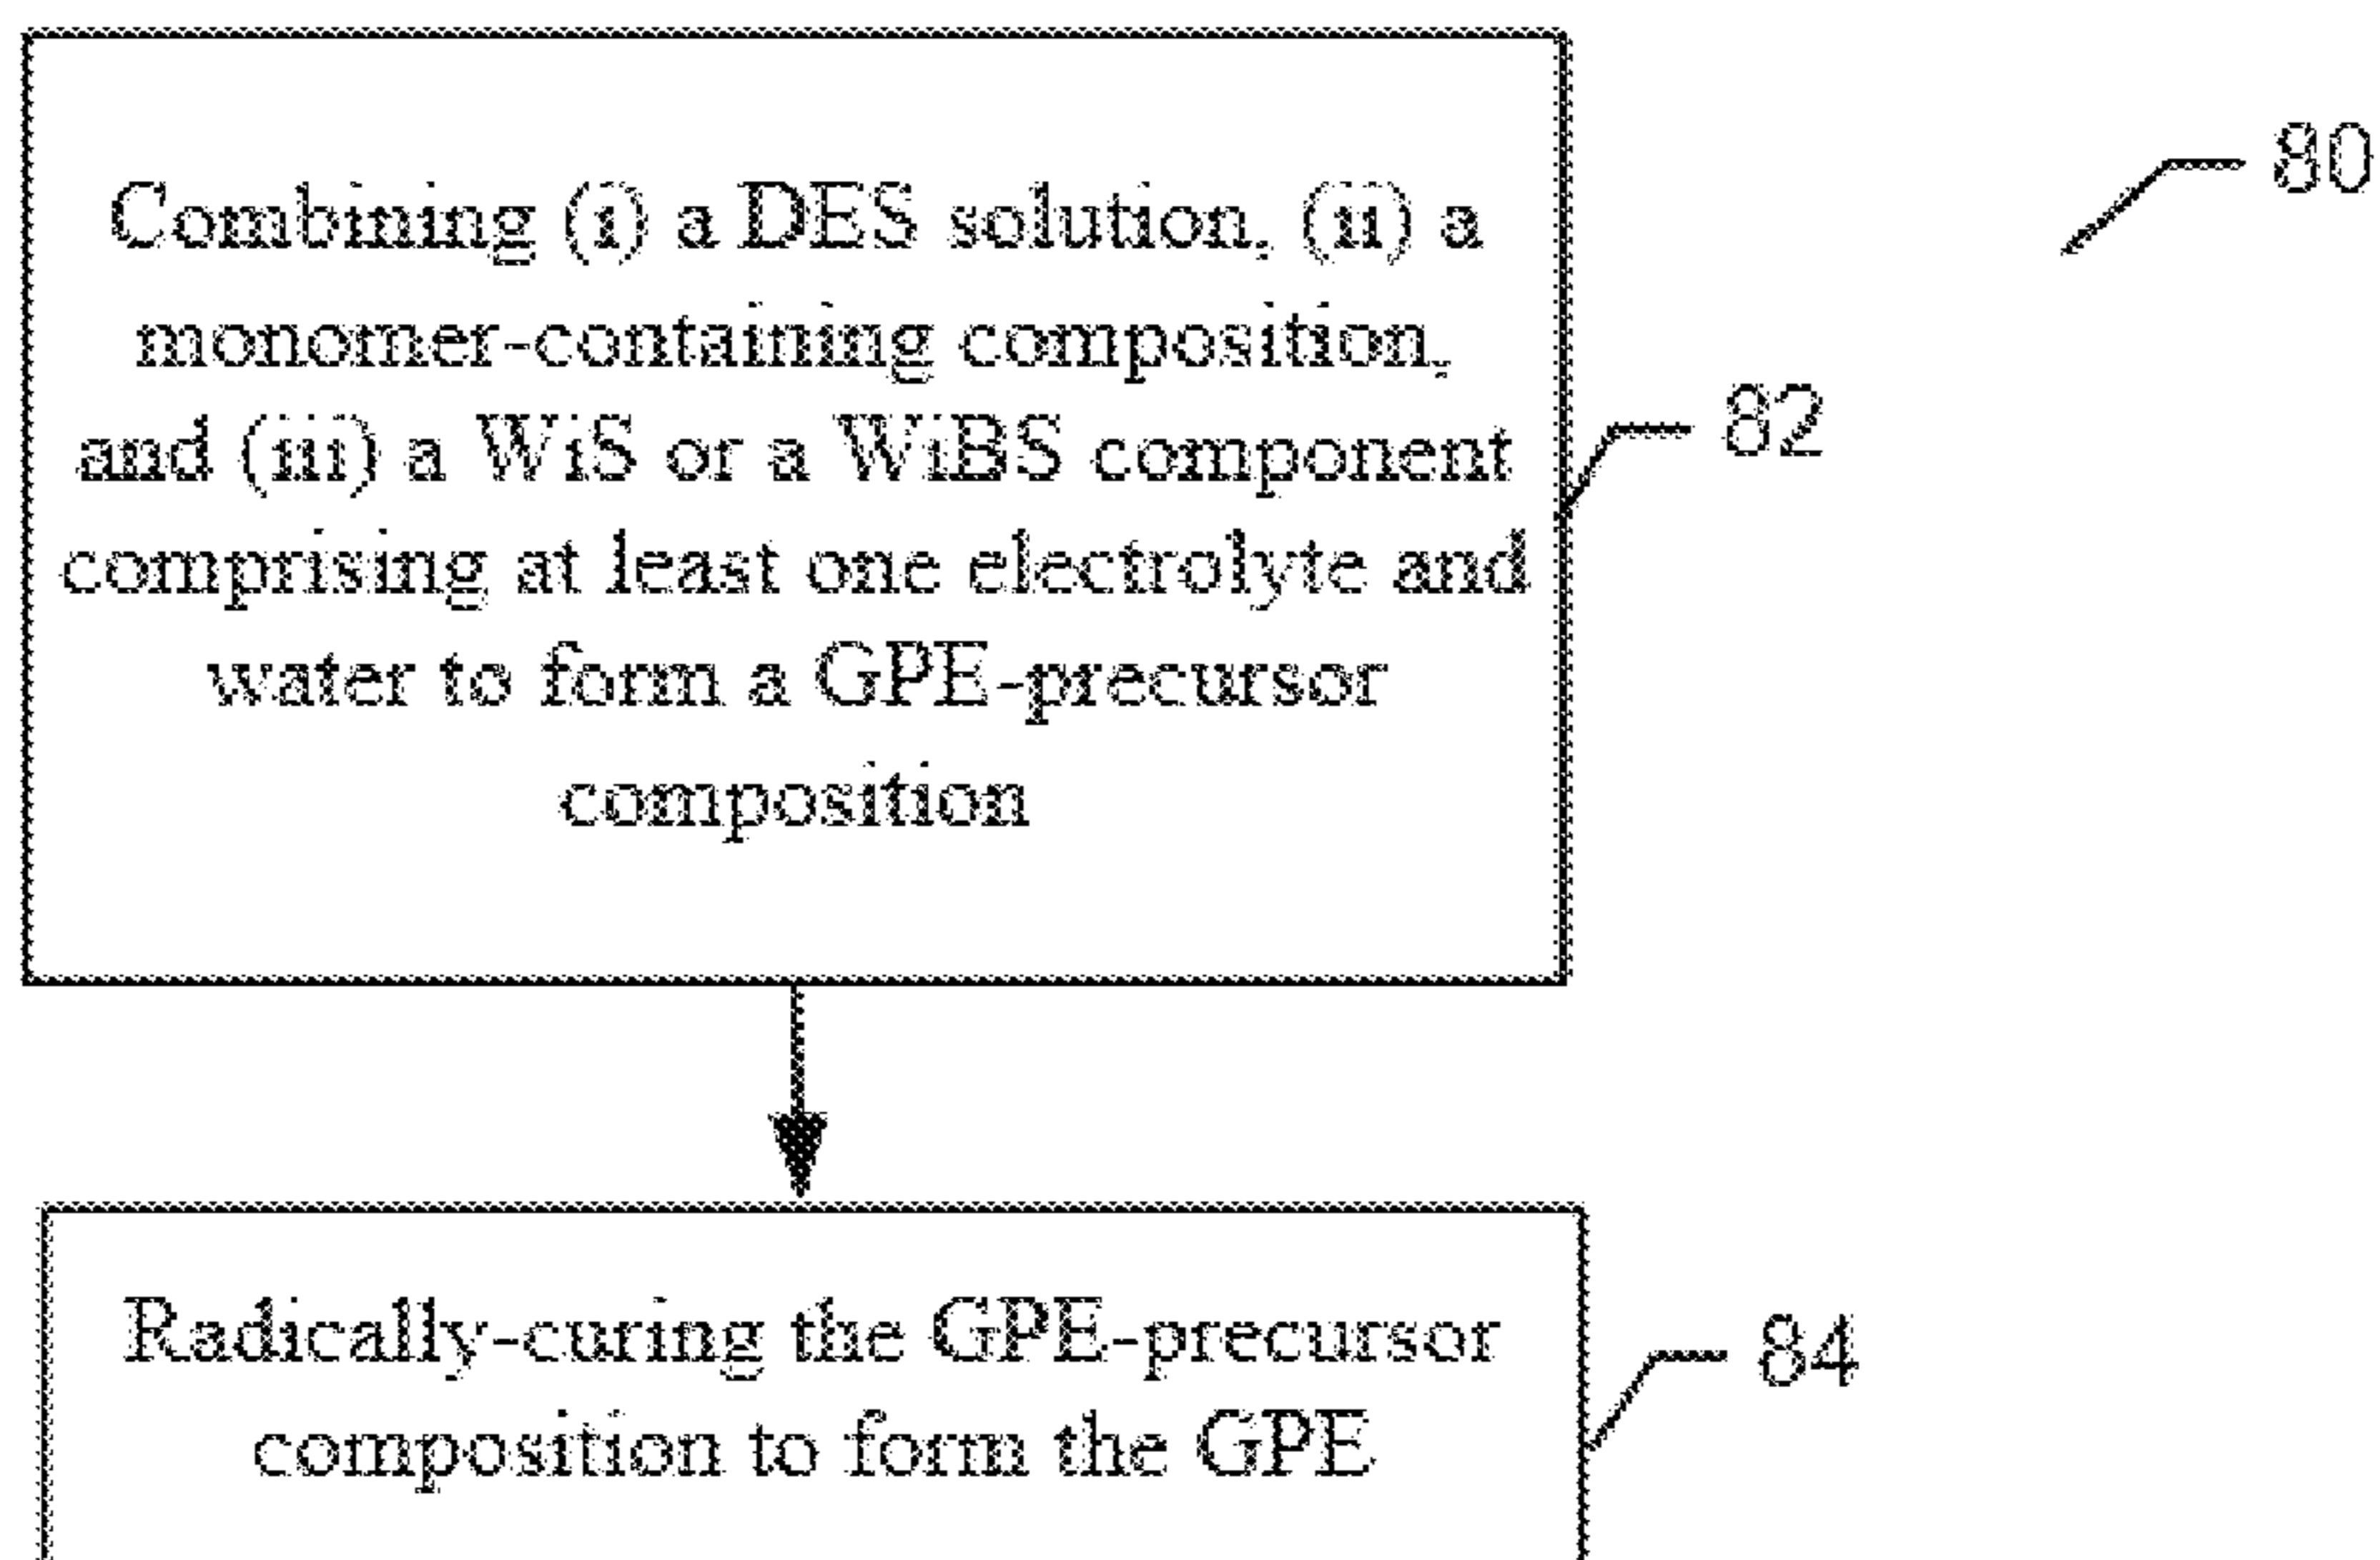 80
Combining (i) a DES solution, (ii) a
monomer-containing composition,
and (iii) a WiS or a WiBS component
comprising at least one electrolyte and
water to form a GPE-precursor
composition
82
Radically-curing the GPE-precursor
composition to form the GPE
84